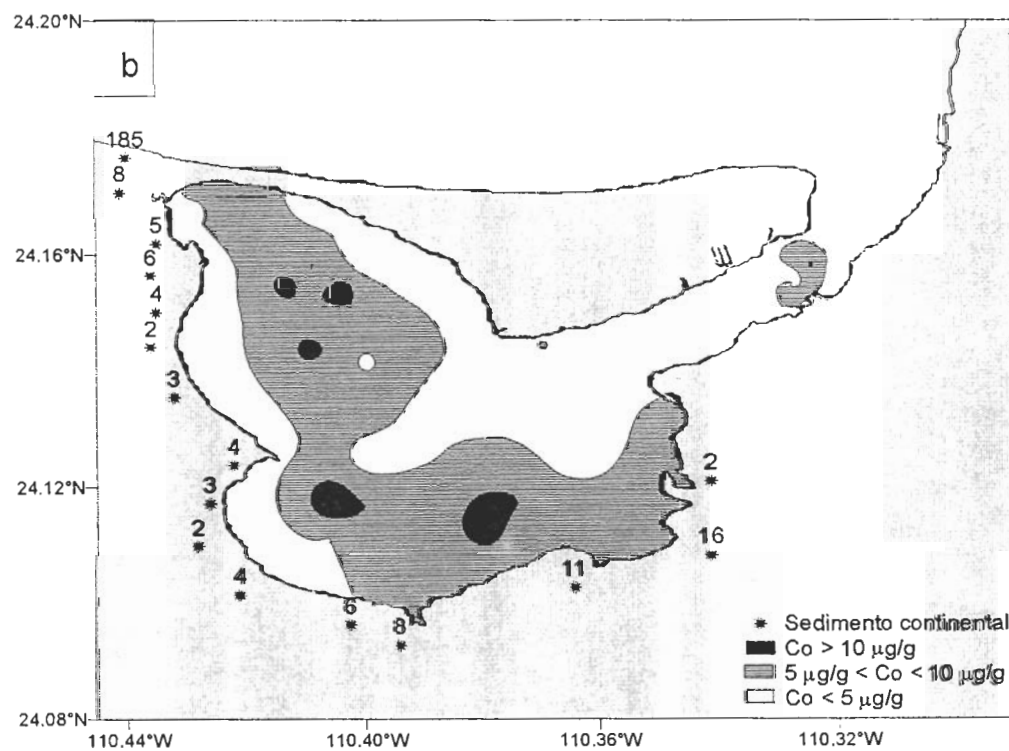 24.20°N
b
185
8
5
24.16°N
6
4
2
3
4
2
24.12°N
3
2
16
4
11
6
8
Sedimento continental
Co > 10 µg/g
5 µg/g < Co < 10 µg/g
Co < 5 µg/g
24.08°N
110.44°W 110.40°W 110.36°W 110.32°W